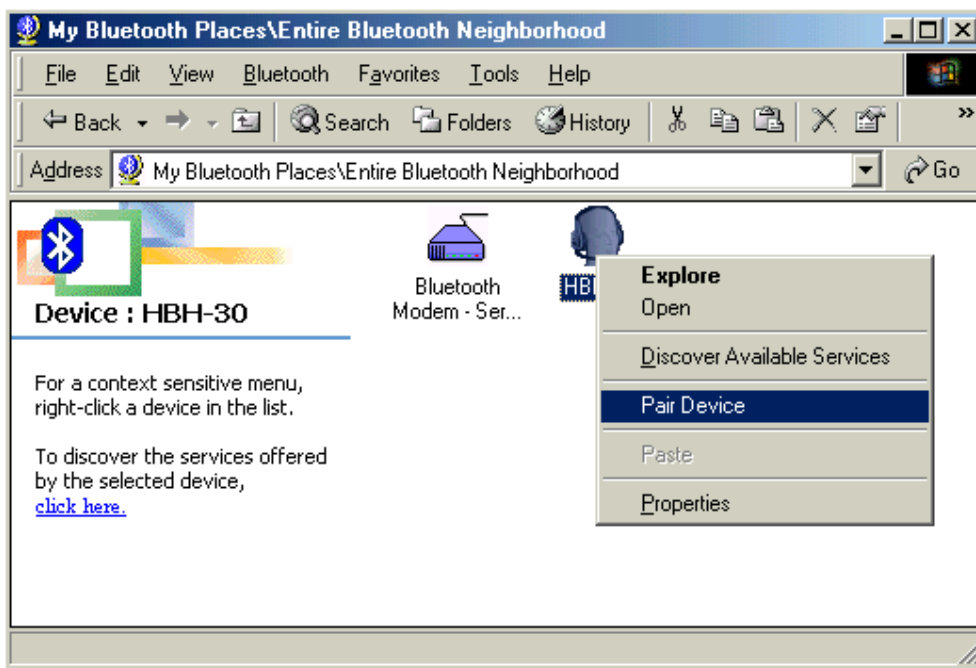 My Bluetooth Places\Entire Bluetooth Neighborhood
File Edit View Bluetooth Favorites Tools Help
Back Search Folders History »
Address My Bluetooth Places\Entire Bluetooth Neighborhood Go
Device : HBH-30
For a context sensitive menu,
right-click a device in the list.
To discover the services offered
by the selected device,
click here.
Bluetooth
Modem - Ser...
Explore
Open
Discover Available Services
Pair Device
Paste
Properties